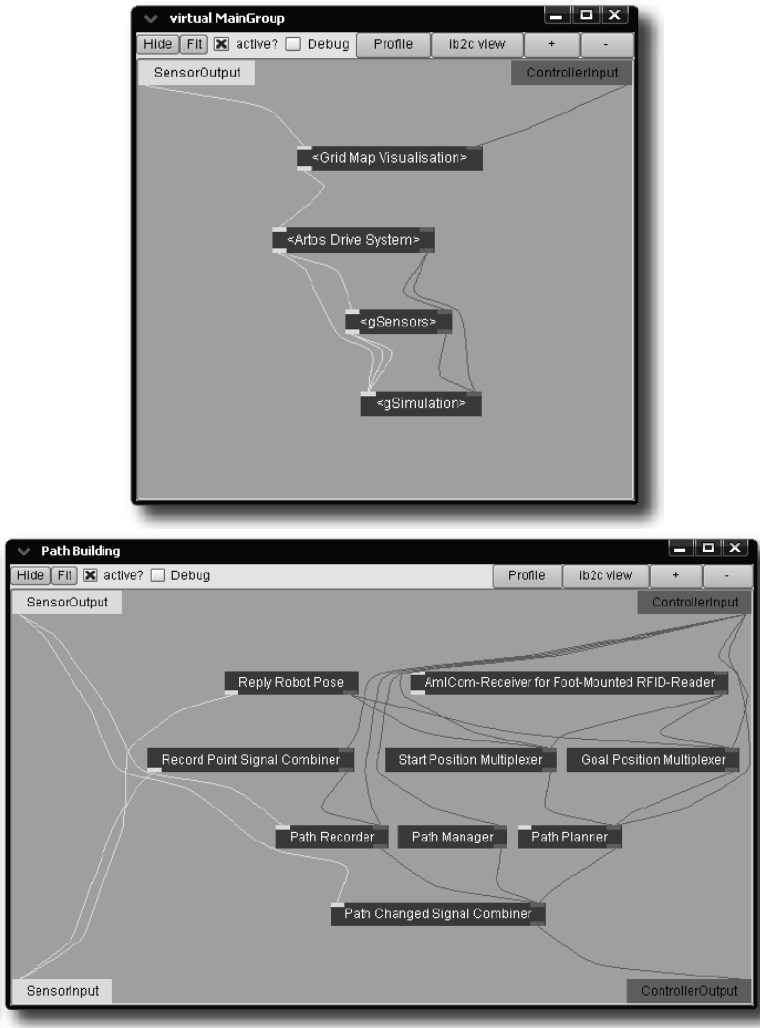 virtual MainGroup
Hide Fit active? Debug Profile ib2c view + -
SensorOutput ControllerInput
<Grid Map Visualisation>
<Artos Drive System>
<gSensors>
<gSimulation>
Path Building
Hide Fit active? Debug Profile ib2c view + -
SensorOutput ControllerInput
Reply Robot Pose AmICom-Receiver for Foot-Mounted RFID-Reader
Record Point Signal Combiner Start Position Multiplexer Goal Position Multiplexer
Path Recorder Path Manager Path Planner
Path Changed Signal Combiner
SensorInput ControllerOutput